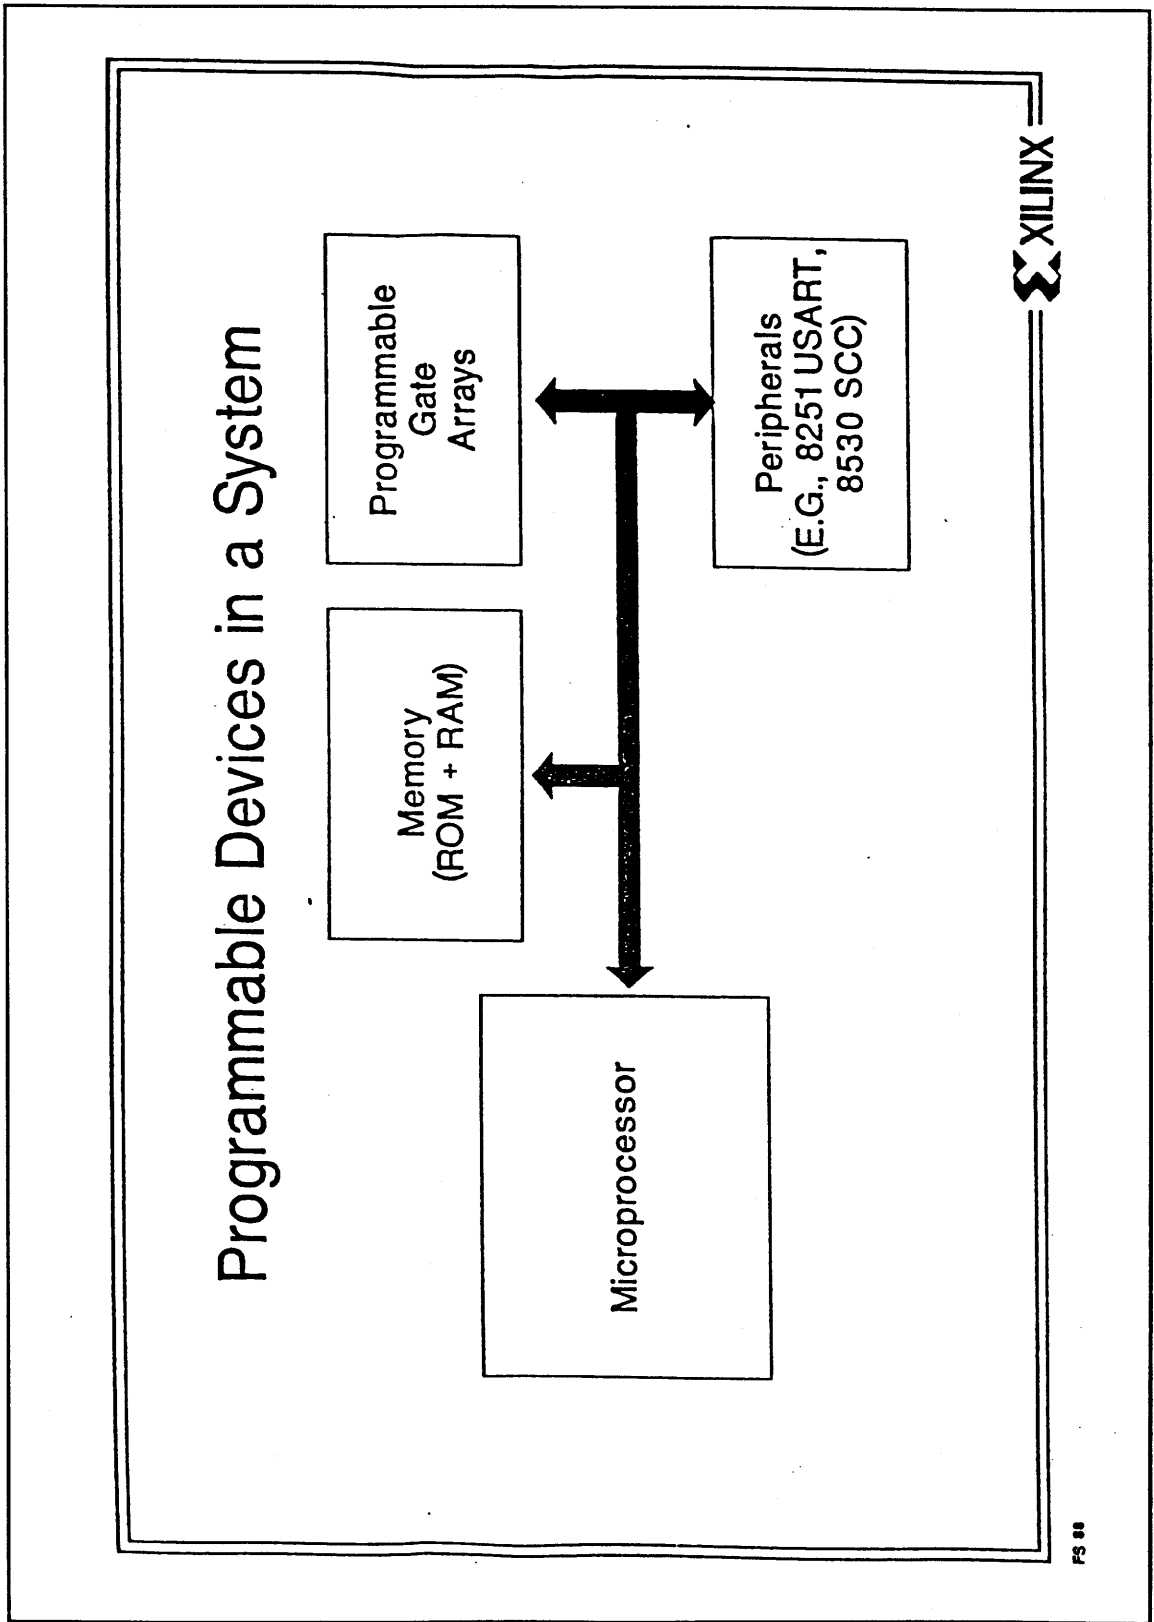 Programmable Devices in a System
Microprocessor
Memory
(ROM + RAM)
Programmable
Gate
Arrays
Peripherals
(E.G., 8251 USART,
8530 SCC)
XILINX
FS 88